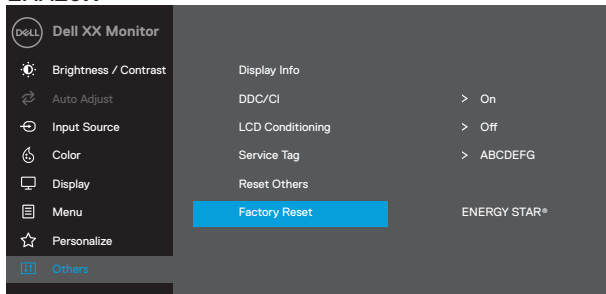 DELL Dell XX Monitor
Brightness / Contrast Display Info
Auto Adjust DDC/CI > On
Input Source LCD Conditioning > Off
Color Service Tag > ABCDEFG
Display Reset Others
Menu Factory Reset ENERGY STAR®
Personalize
Others